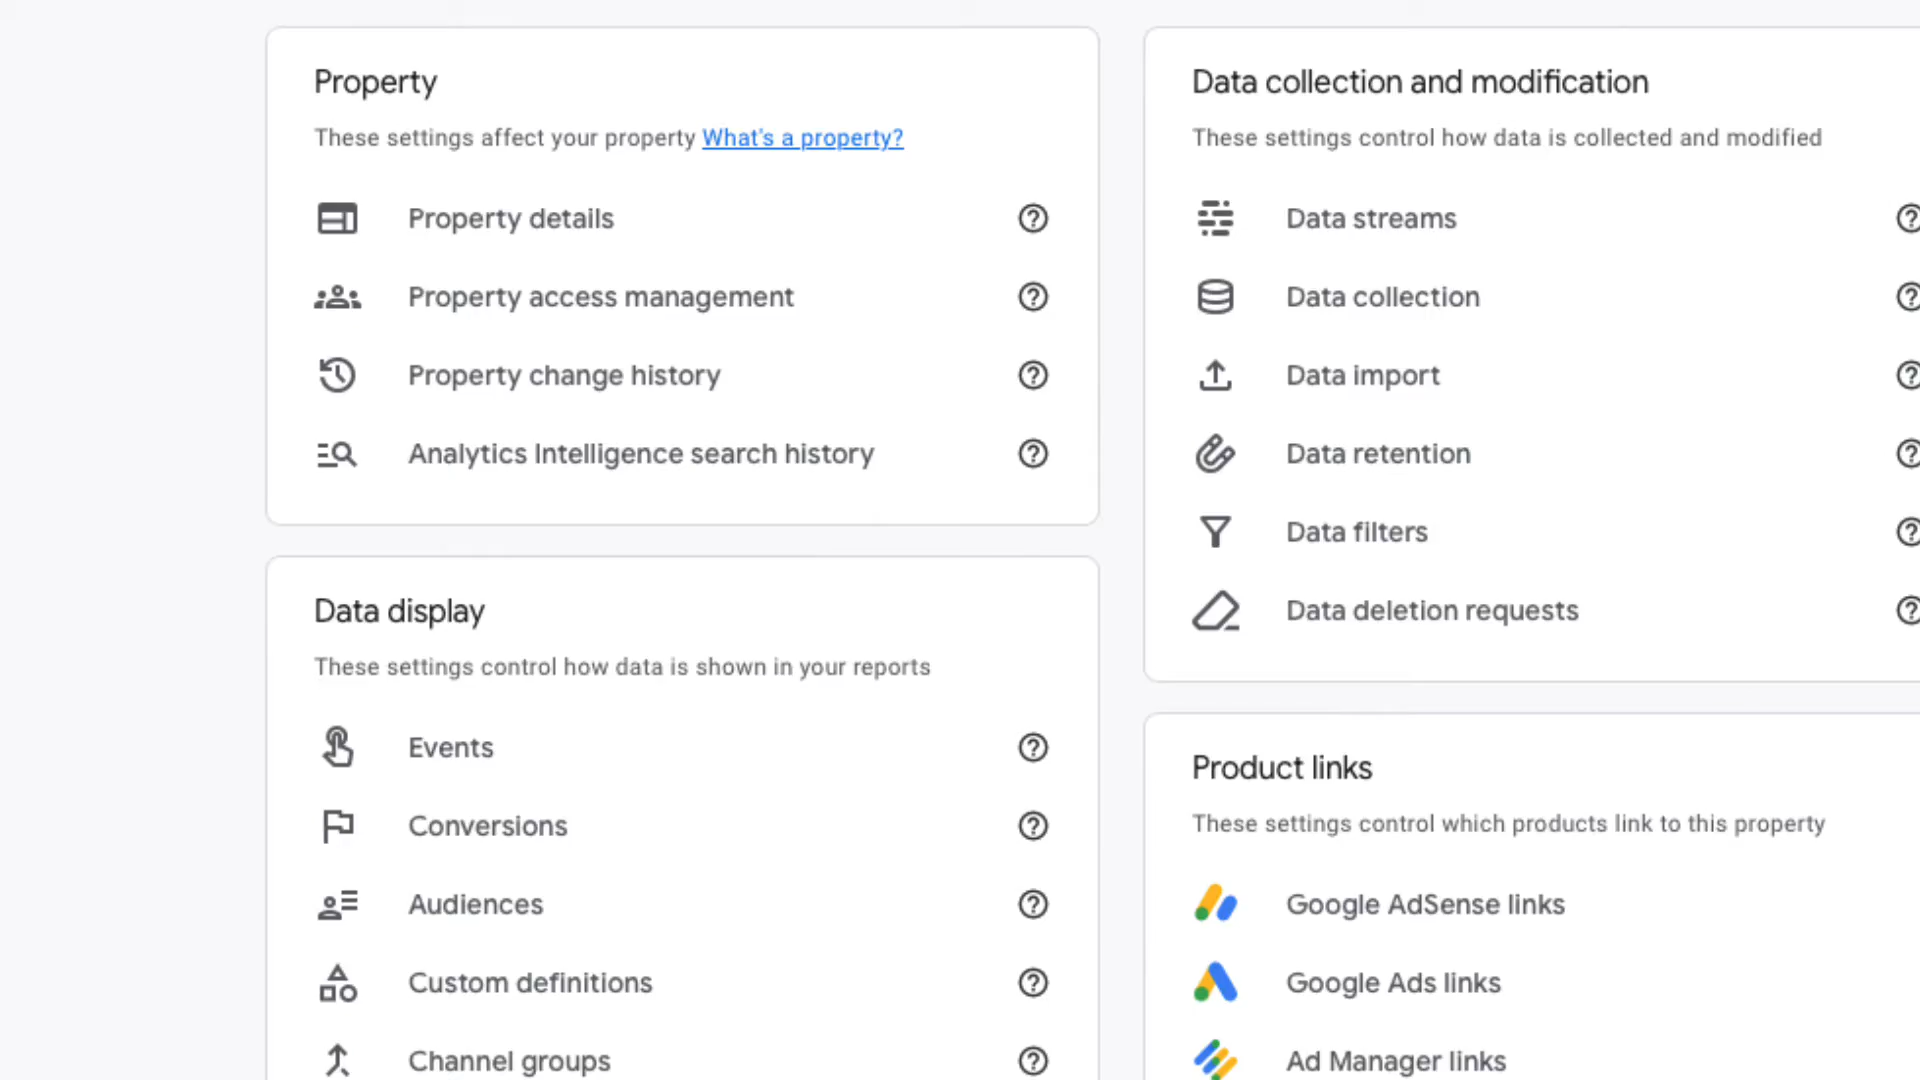 Property
These settings affect your property What's a property?
Property details
Property access management
Property change history
Analytics Intelligence search history
Data display
These settings control how data is shown in your reports
Events
Conversions
Audiences
Custom definitions
Channel groups
Data collection and modification
These settings control how data is collected and modified
Data streams
Data collection
Data import
Data retention
Data filters
Data deletion requests
Product links
These settings control which products link to this property
Google AdSense links
Google Ads links
Ad Manager links